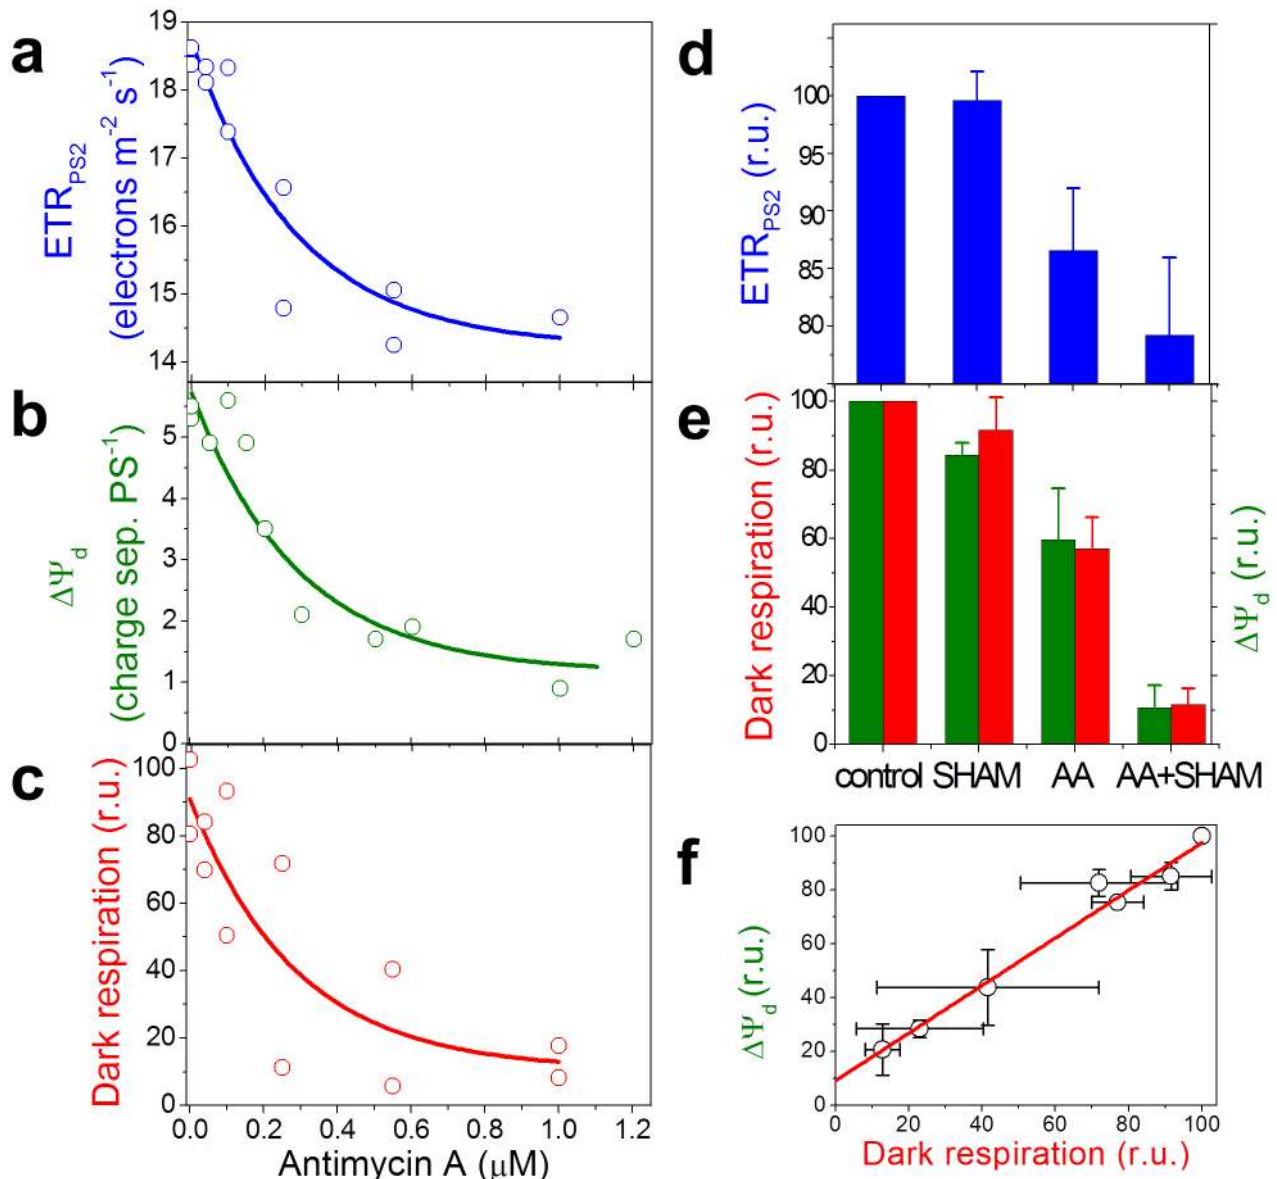 a
ETR_PS2
(electrons m⁻² s⁻¹)
19
18
17
16
15
14
b
ΔΨ_d
(charge sep. PS⁻¹)
5
4
3
2
1
0
c
Dark respiration (r.u.)
100
80
60
40
20
0
0.0 0.2 0.4 0.6 0.8 1.0 1.2
Antimycin A (μM)
d
ETR_PS2 (r.u.)
100
95
90
85
80
e
Dark respiration (r.u.)
100
80
60
40
20
0
ΔΨ_d (r.u.)
control SHAM AA AA+SHAM
f
ΔΨ_d (r.u.)
100
80
60
40
20
0
0 20 40 60 80 100
Dark respiration (r.u.)